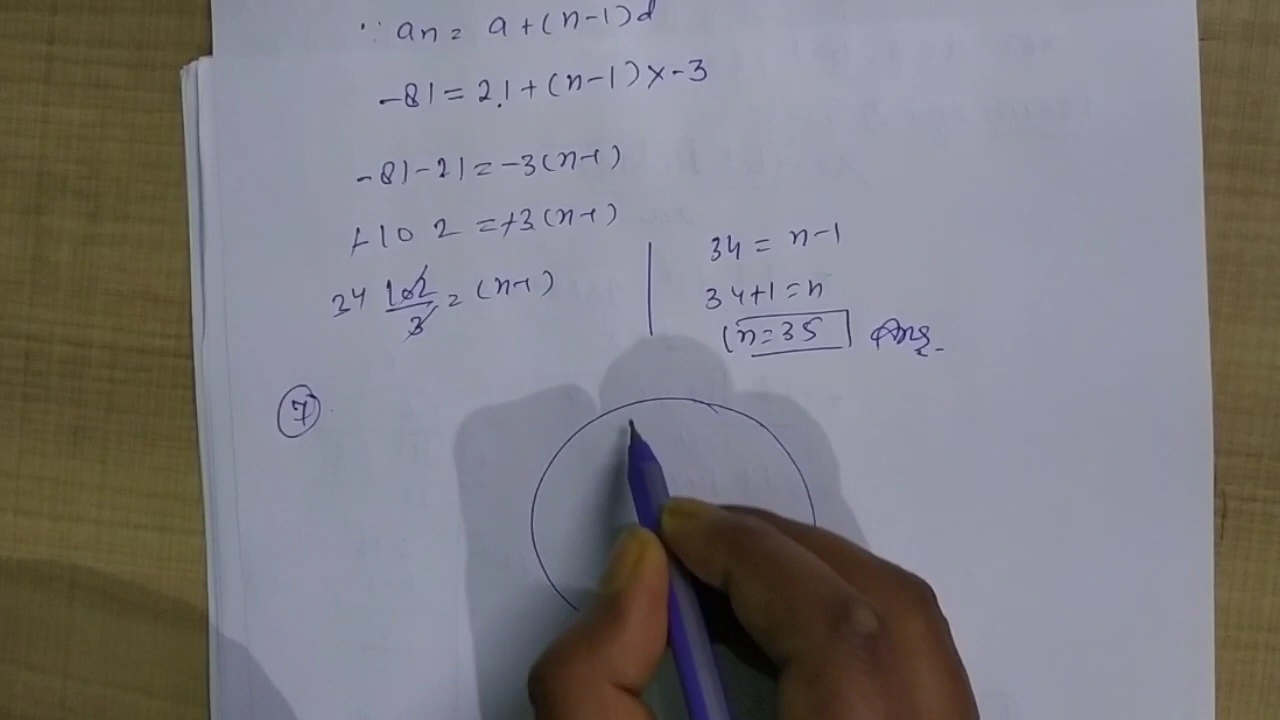 ∵ an = a + (n-1)d
-81 = 21 + (n-1) x -3
-81-21 = -3(n-1)
+102 = +3(n-1)
34 102/3 = (n-1)
34 = n-1
34+1 = n
(n=35 Ans
7